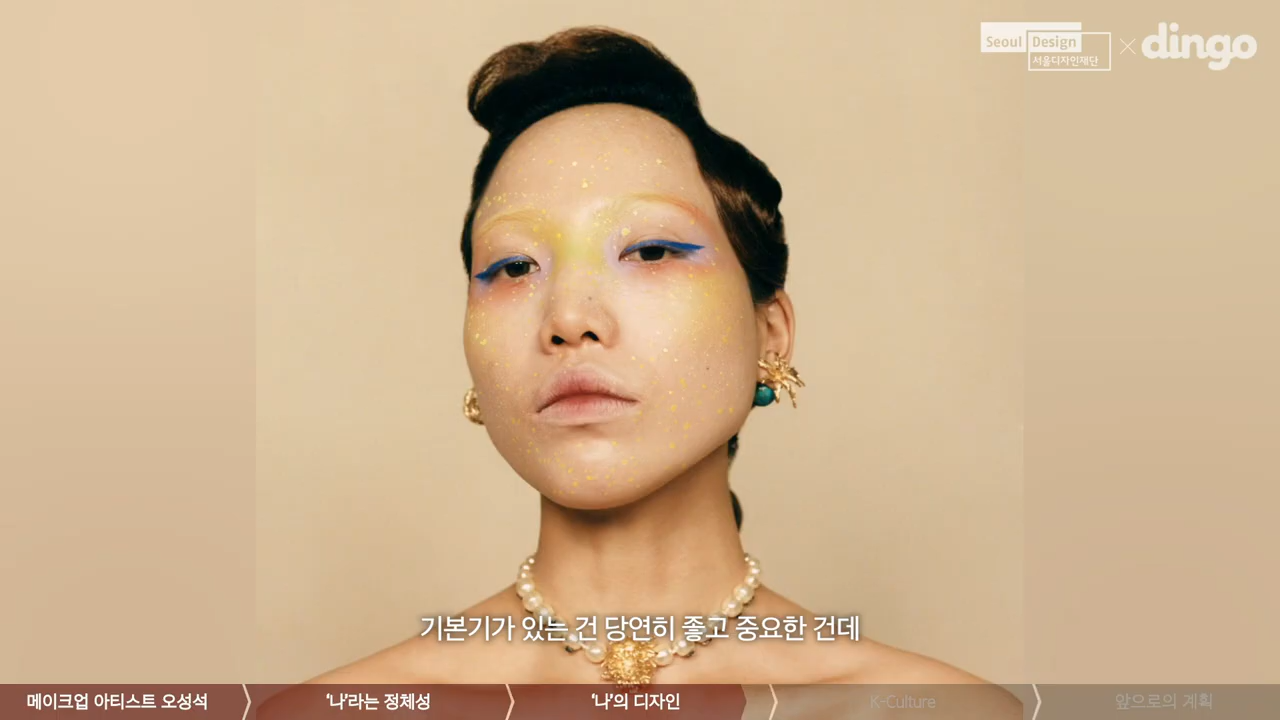 Seoul Design
서울디자인재단
dingo
기본기가 있는 건 당연히 좋고 중요한 건데
메이크업 아티스트 오성석
‘나’라는 정체성
‘나’의 디자인
K-Culture
앞으로의 계획